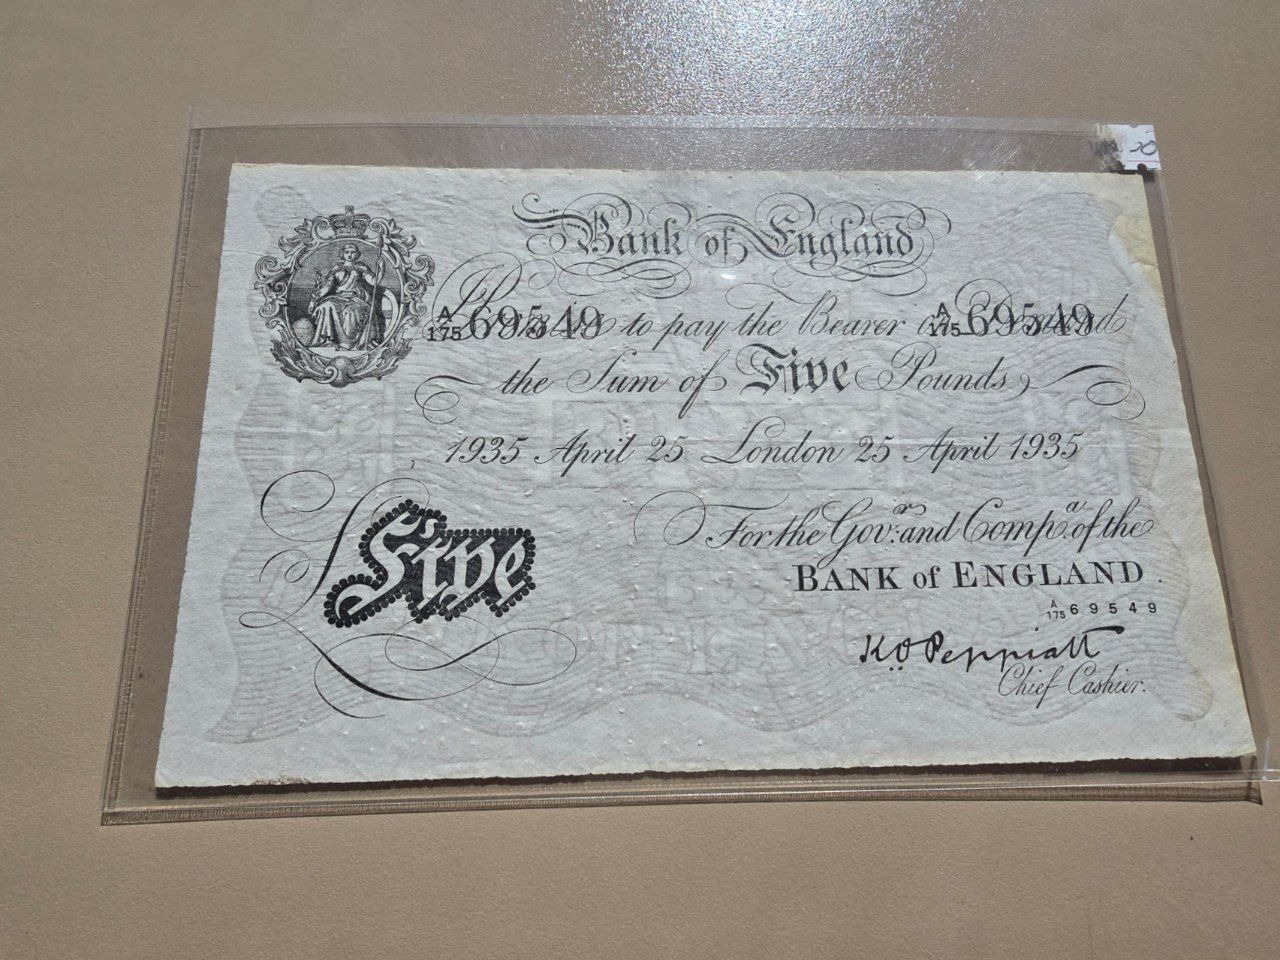 20
Bank of England
A/175 69549 to pay the Bearer A/175 69549
the Sum of Five Pounds
1935 April 25 London 25 April 1935
For the Govr. and Compa. of the
BANK of ENGLAND
A/175 69549
Five
K O Peppiatt
Chief Cashier.